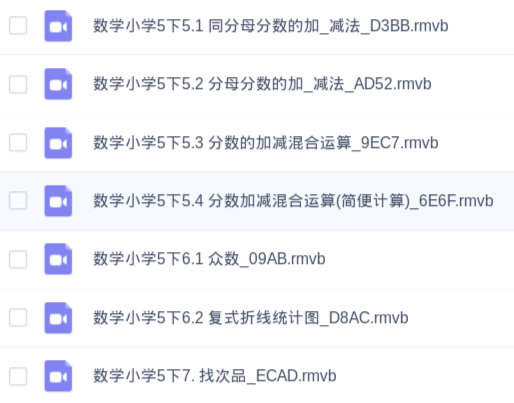 数学小学5下5.1 同分母分数的加_减法_D3BB.rmvb
数学小学5下5.2 分母分数的加_减法_AD52.rmvb
数学小学5下5.3 分数的加减混合运算_9EC7.rmvb
数学小学5下5.4 分数加减混合运算(简便计算)_6E6F.rmvb
数学小学5下6.1 众数_09AB.rmvb
数学小学5下6.2 复式折线统计图_D8AC.rmvb
数学小学5下7. 找次品_ECAD.rmvb